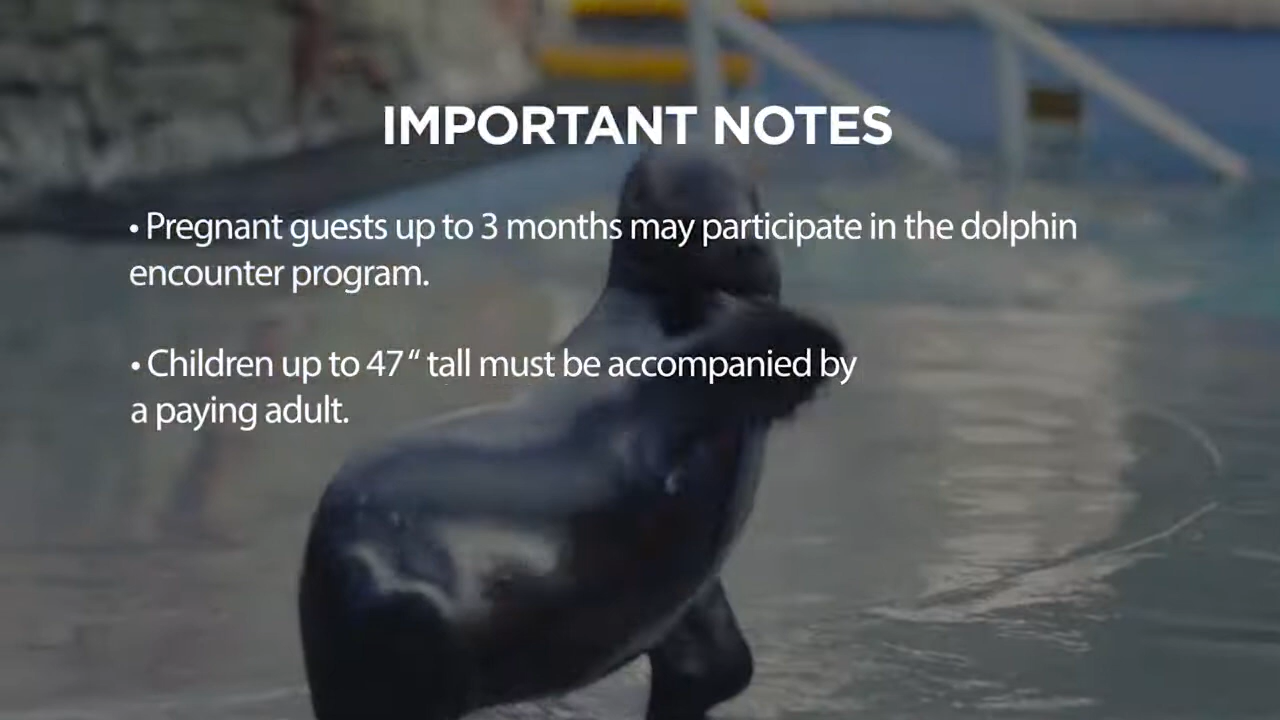 IMPORTANT NOTES
• Pregnant guests up to 3 months may participate in the dolphin
encounter program.
• Children up to 47“ tall must be accompanied by
a paying adult.